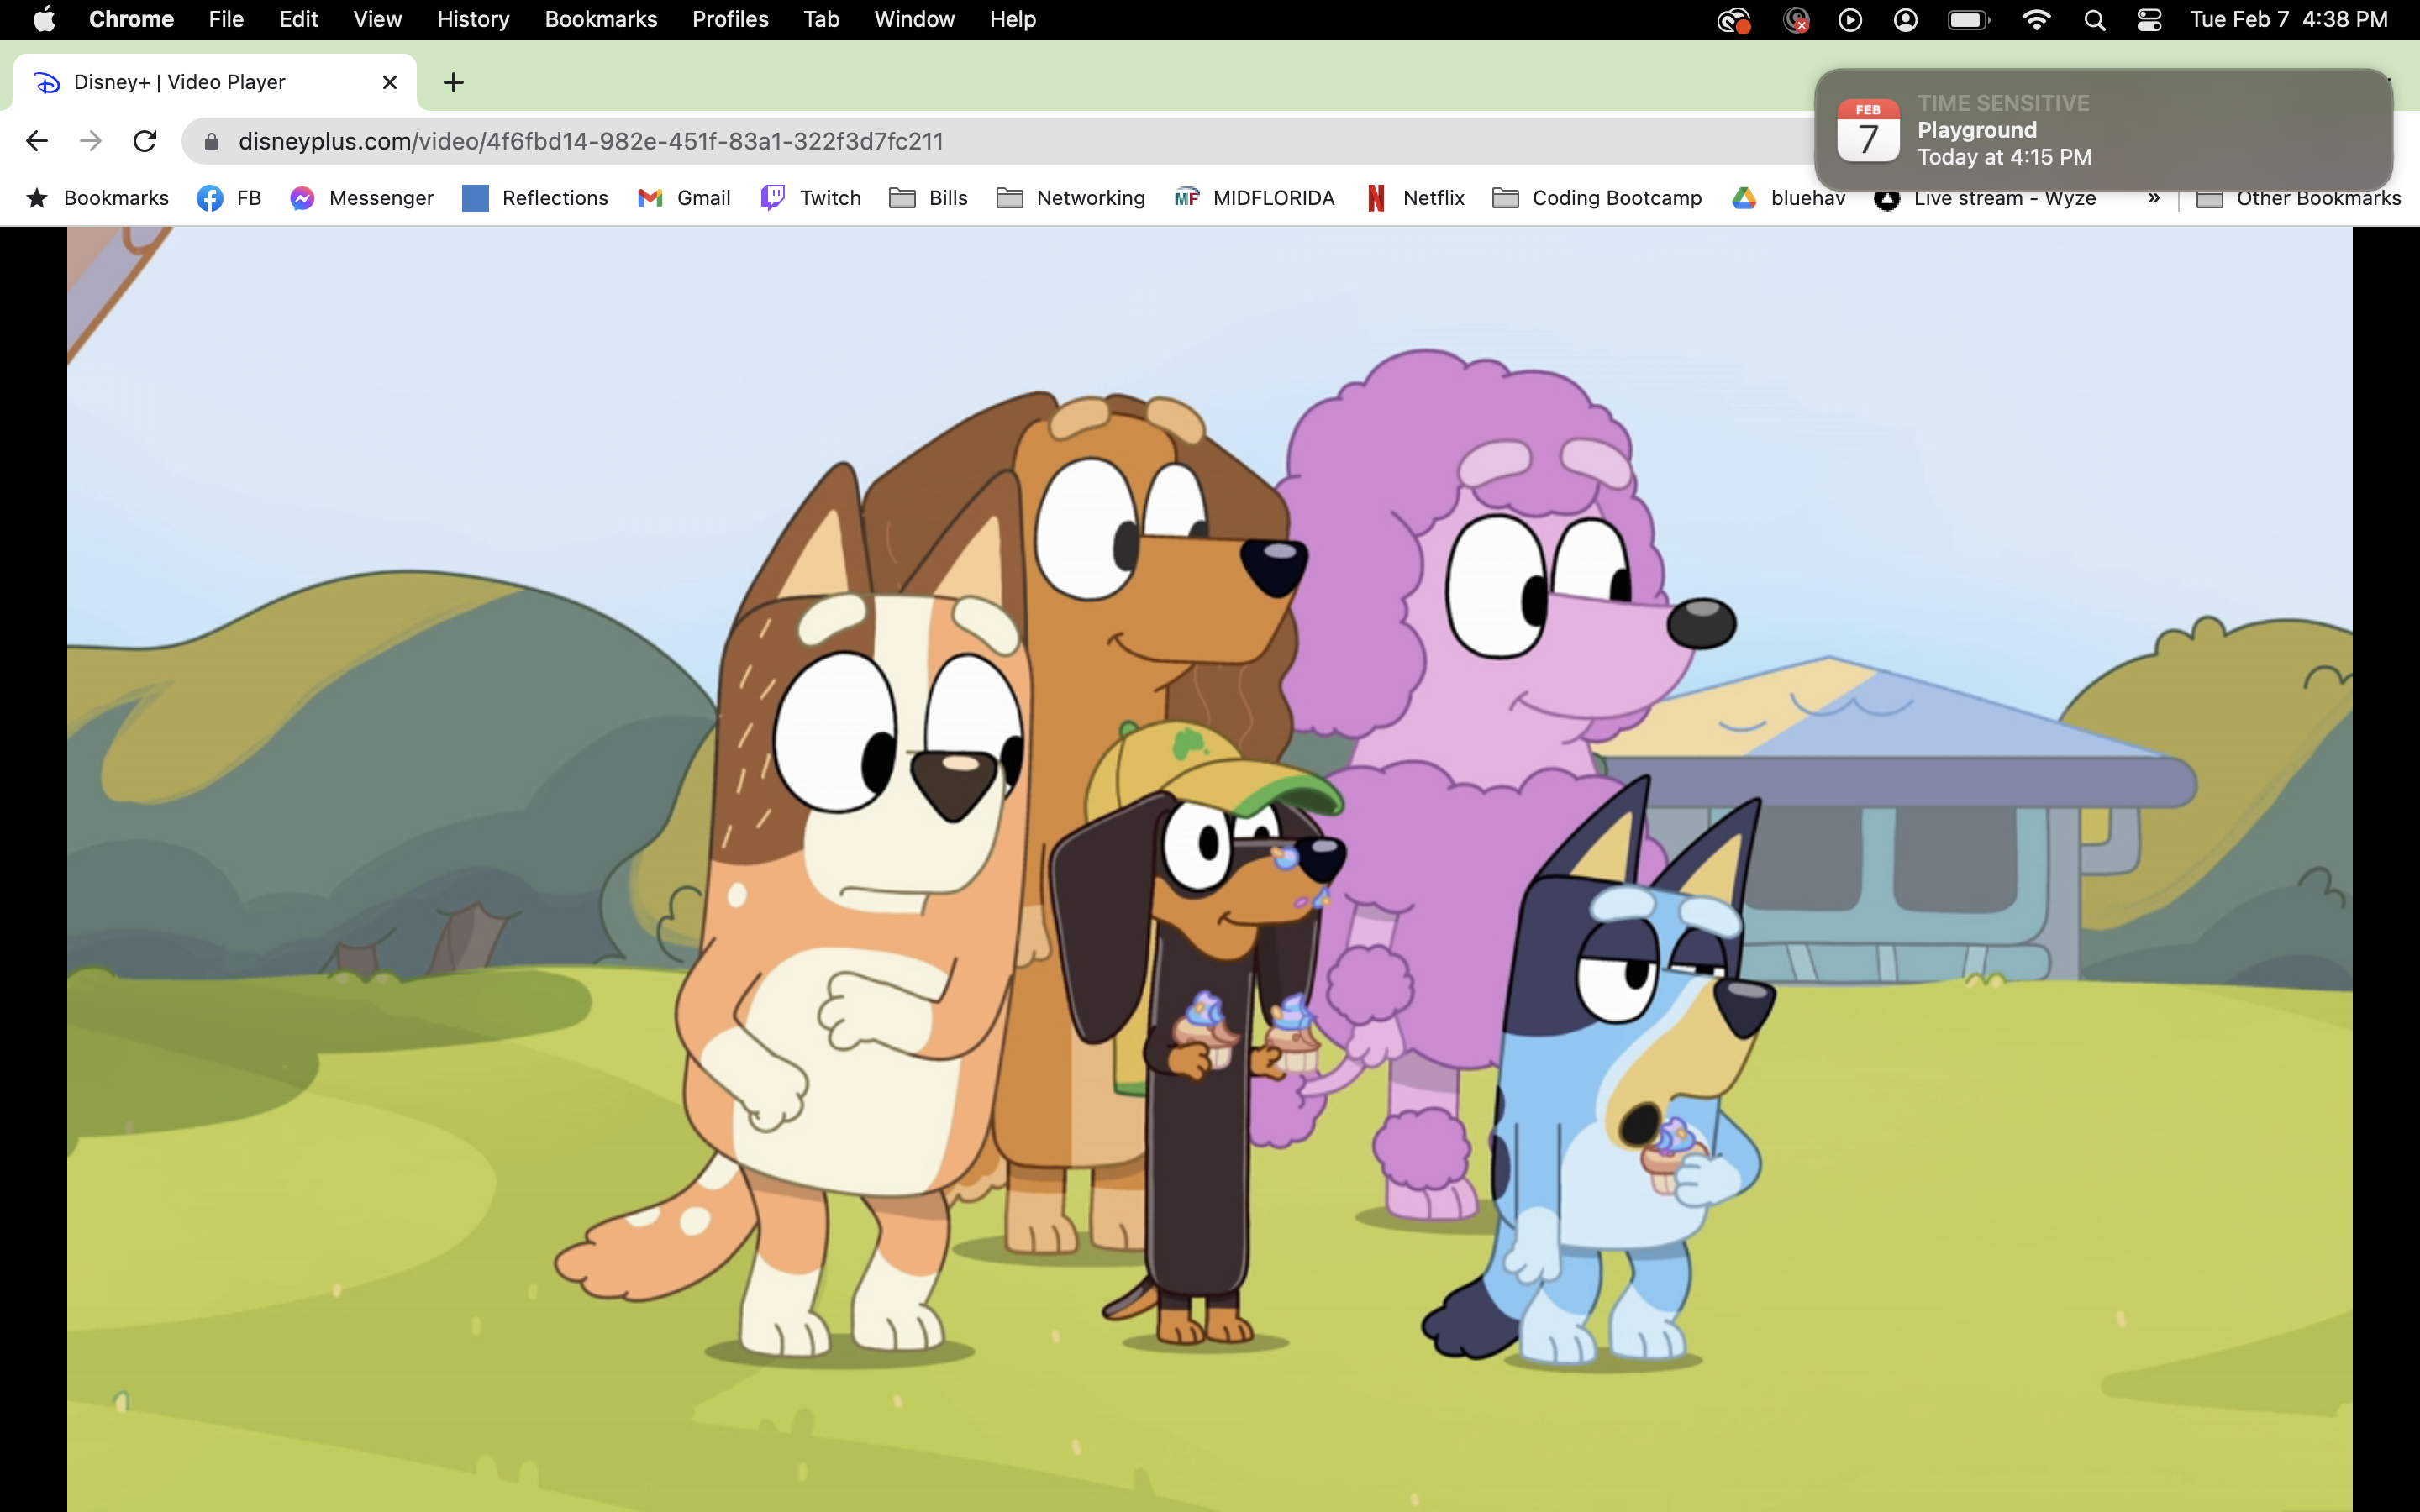 Chrome File Edit View History Bookmarks Profiles Tab Window Help Tue Feb 7 4:38 PM
Disney+ | Video Player
TIME SENSITIVE
FEB
7
Playground
Today at 4:15 PM
disneyplus.com/video/4f6fbd14-982e-451f-83a1-322f3d7fc211
Bookmarks FB Messenger Reflections Gmail Twitch Bills Networking MF MIDFLORIDA Netflix Coding Bootcamp bluehav Live stream - Wyze » Other Bookmarks